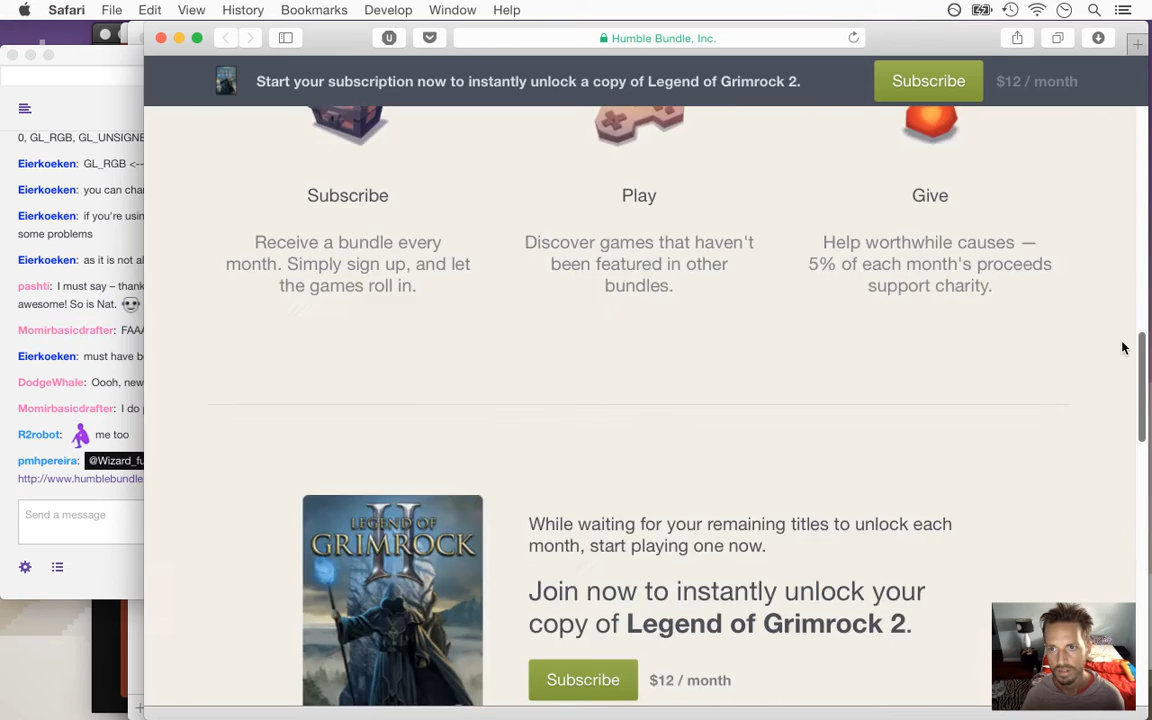 Safari File Edit View History Bookmarks Develop Window Help
Humble Bundle, Inc.
Start your subscription now to instantly unlock a copy of Legend of Grimrock 2. Subscribe $12 / month
0, GL_RGB, GL_UNSIGNE
Eierkoeken: GL_RGB <--
Eierkoeken: you can cha
Eierkoeken: if you're usin
some problems
Eierkoeken: as it is not al
pashti: I must say – thank
awesome! So is Nat.
Momirbasicdrafter: FAAA
Eierkoeken: must have be
DodgeWhale: Oooh, new
Momirbasicdrafter: I do
R2robot: me too
pmhpereira: @Wizard_fu
http://www.humblebundle
Send a message
Subscribe
Receive a bundle every
month. Simply sign up, and let
the games roll in.
Play
Discover games that haven't
been featured in other
bundles.
Give
Help worthwhile causes —
5% of each month's proceeds
support charity.
LEGEND OF
GRIMROCK
II
While waiting for your remaining titles to unlock each
month, start playing one now.
Join now to instantly unlock your
copy of Legend of Grimrock 2.
Subscribe $12 / month